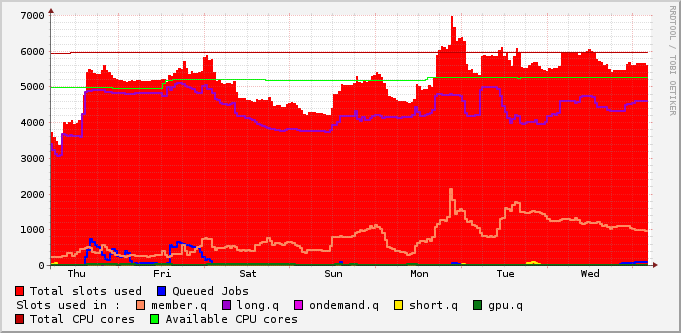 7000
6000
5000
4000
3000
2000
1000
0
Thu Fri Sat Sun Mon Tue Wed
Total slots used Queued Jobs
Slots used in : member.q long.q ondemand.q short.q gpu.q
Total CPU cores Available CPU cores
RRDTOOL / TOBI OETIKER